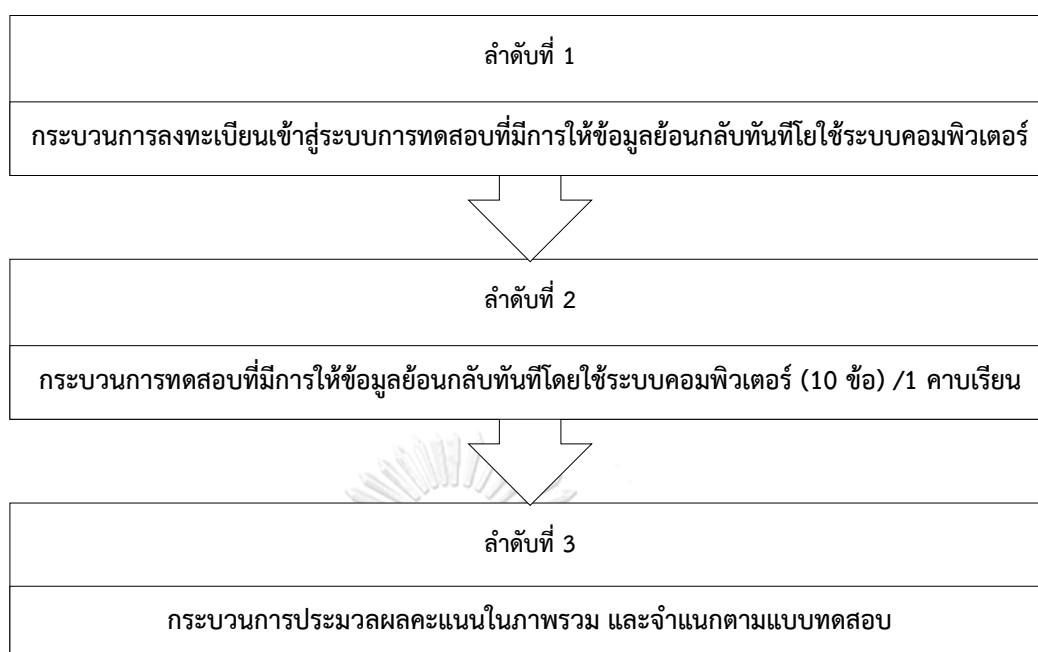 ลำดับที่ 1
กระบวนการลงทะเบียนเข้าสู่ระบบการทดสอบที่มีการให้ข้อมูลย้อนกลับทันทีโยใช้ระบบคอมพิวเตอร์
ลำดับที่ 2
กระบวนการทดสอบที่มีการให้ข้อมูลย้อนกลับทันทีโดยใช้ระบบคอมพิวเตอร์ (10 ข้อ) /1 คาบเรียน
ลำดับที่ 3
กระบวนการประมวลผลคะแนนในภาพรวม และจำแนกตามแบบทดสอบ